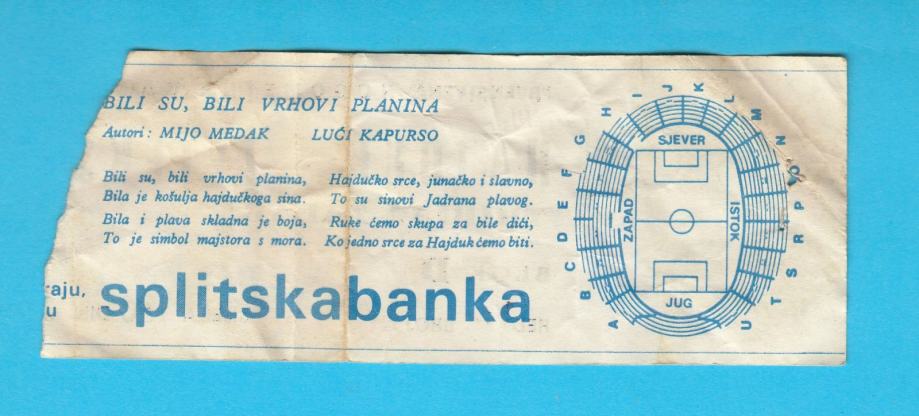 BILI SU, BILI VRHOVI PLANINA
Autori: MIJO MEDAK LUĆI KAPURSO
Bili su, bili vrhovi planina,
Bila je košulja hajdučkoga sina.
Bila i plava skladna je boja,
To je simbol majstora s mora.
Hajdučko srce, junačko i slavno,
To su sinovi Jadrana plavog.
Ruke ćemo skupa za bile dići,
Ko jedno srce za Hajduk ćemo biti.
aju,
u
splitskabanka
A B C D E F G H I J K L M N O P R S T U
SJEVER
ZAPAD
ISTOK
JUG